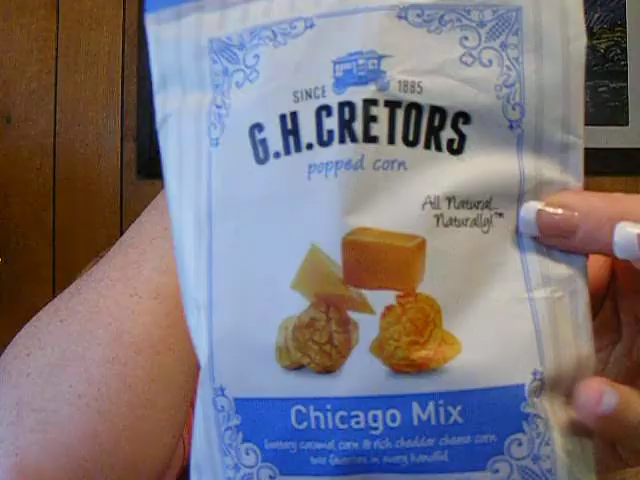 SINCE 1885
G.H.CRETORS
popped corn
All Natural
Naturally!™
Chicago Mix
buttery caramel corn & rich cheddar cheese corn
two favorites in every handful